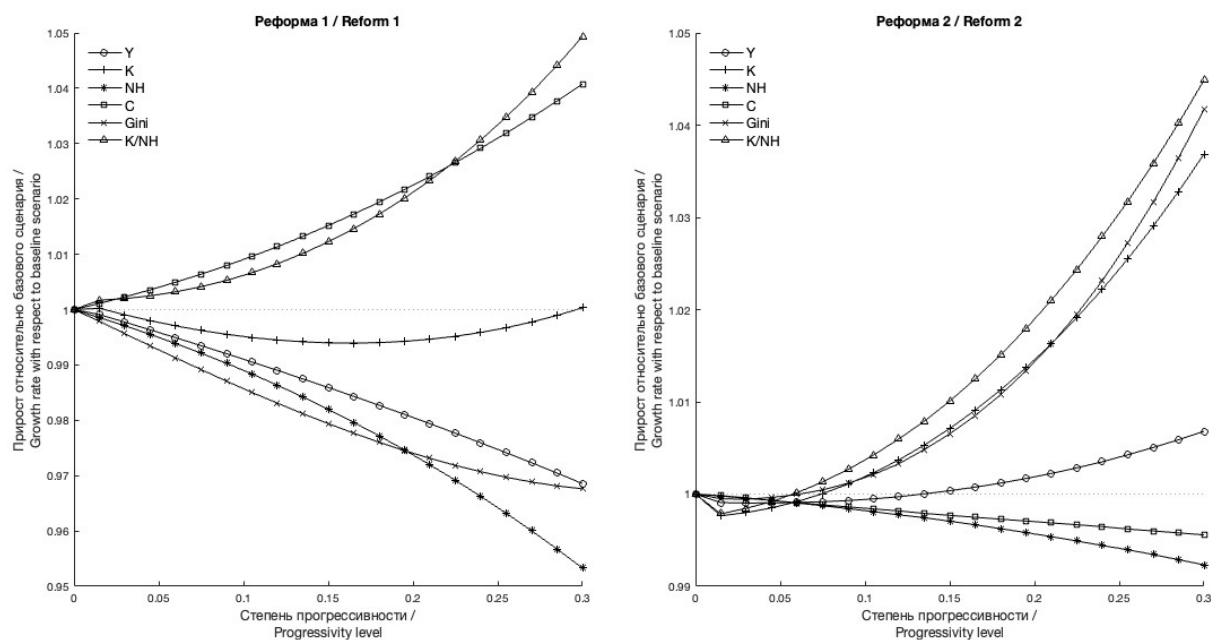 Реформа 1 / Reform 1
Прирост относительно базового сценария /
Growth rate with respect to baseline scenario
1.05
1.04
1.03
1.02
1.01
1
0.99
0.98
0.97
0.96
0.95
Y
K
NH
C
Gini
K/NH
0
0.05
0.1
0.15
0.2
0.25
0.3
Степень прогрессивности /
Progressivity level
Реформа 2 / Reform 2
Прирост относительно базового сценария /
Growth rate with respect to baseline scenario
1.05
1.04
1.03
1.02
1.01
1
0.99
Y
K
NH
C
Gini
K/NH
0
0.05
0.1
0.15
0.2
0.25
0.3
Степень прогрессивности /
Progressivity level